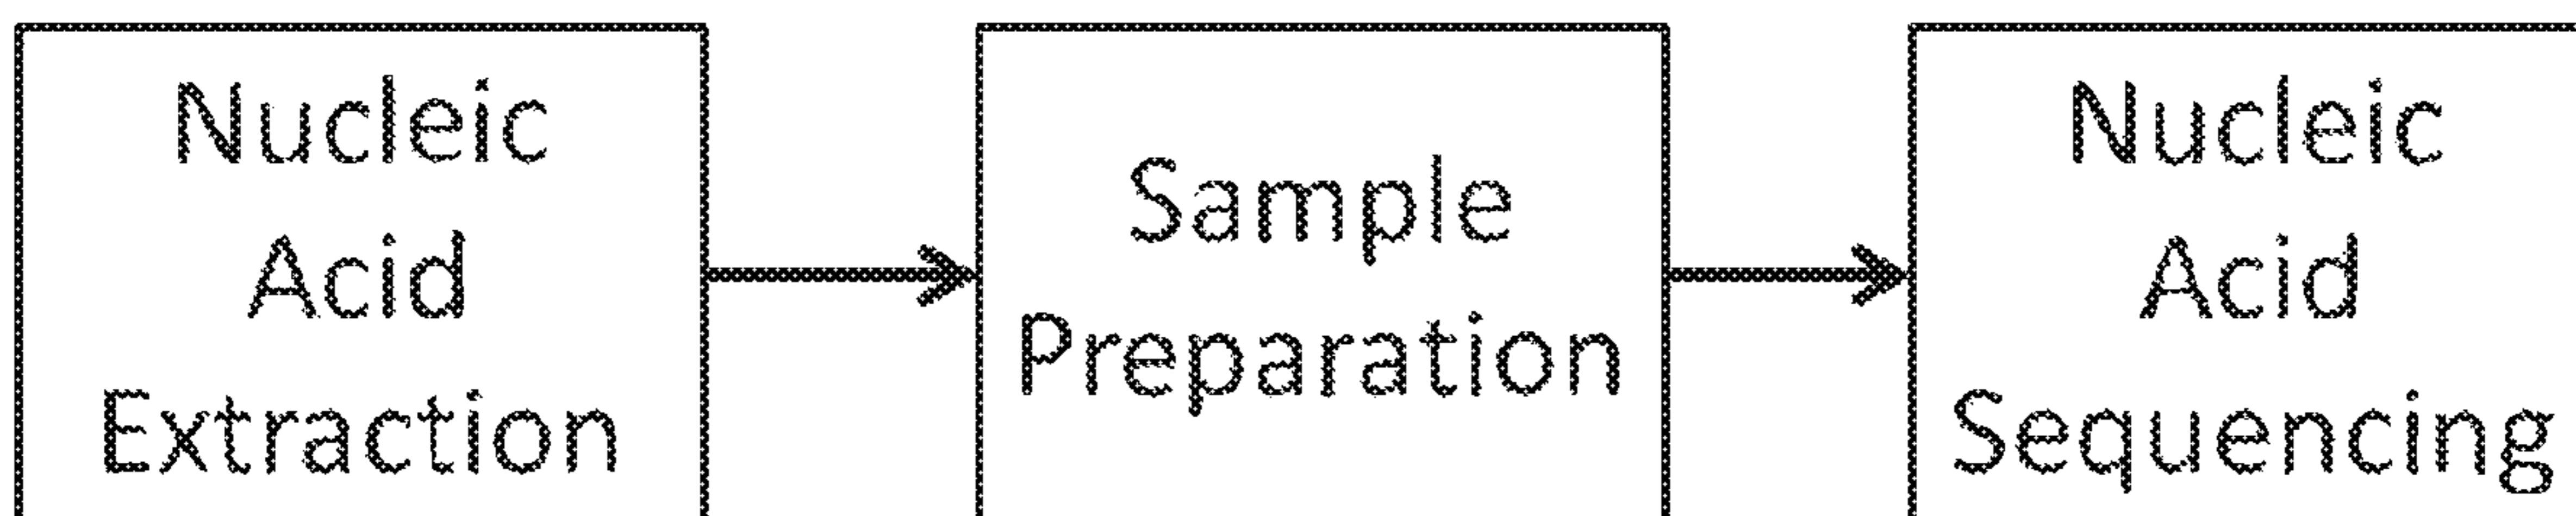 Nucleic
Acid
Extraction
Sample
Preparation
Nucleic
Acid
Sequencing